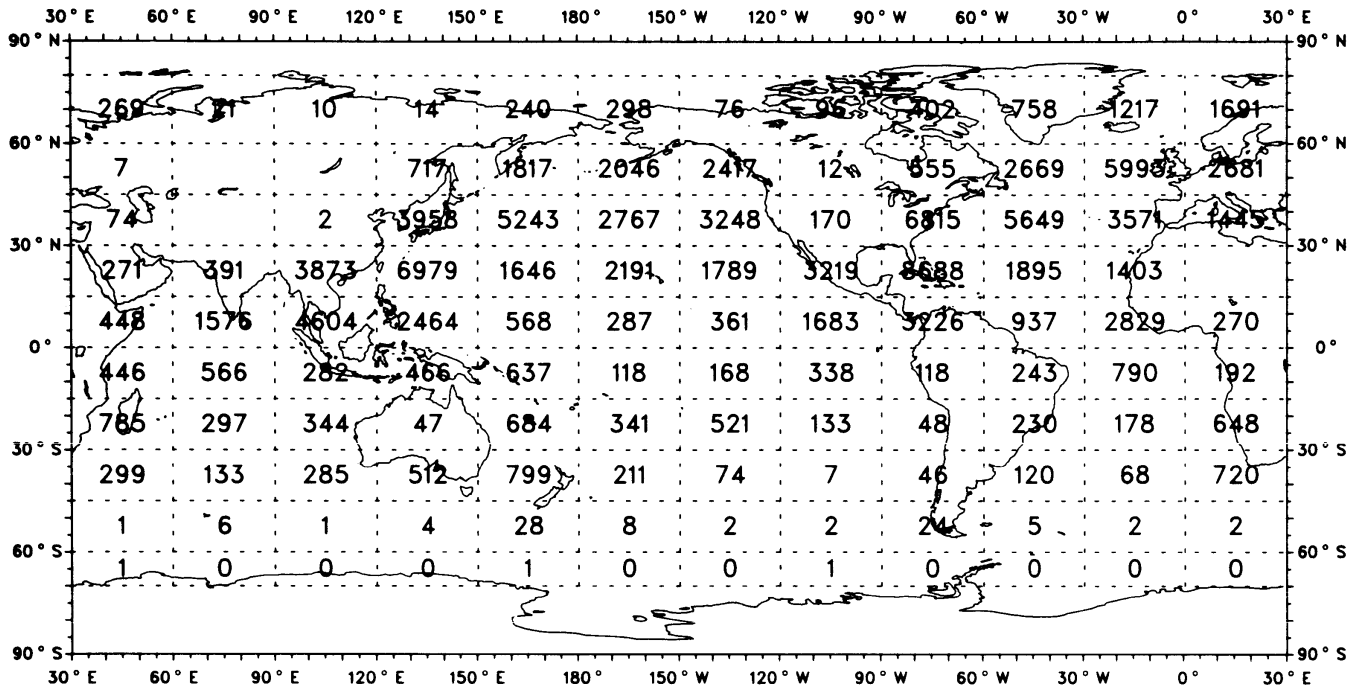 30° E 60° E 90° E 120° E 150° E 180° 150° W 120° W 90° W 60° W 30° W 0° 30° E
90° N 90° N
269 10 14 240 298 76 96 402 758 1217 1691
60° N 60° N
7 717 1817 2046 2417 12 555 2669 2681
74 2 3958 5243 2767 3248 170 6815 5649 3571 1445
30° N 30° N
271 391 3873 6979 1646 2191 1789 3219 8688 1895 1403
448 1576 4604 2464 568 287 361 1683 3226 937 2829 270
0° 0°
446 566 282 466 637 118 168 338 118 243 790 192
785 297 344 47 684 341 521 133 48 230 178 648
30° S 30° S
299 133 285 512 799 211 74 7 46 120 68 720
1 6 1 4 28 8 2 2 24 5 2 2
60° S 60° S
1 0 0 0 1 0 0 1 0 0 0 0
90° S 90° S
30° E 60° E 90° E 120° E 150° E 180° 150° W 120° W 90° W 60° W 30° W 0° 30° E